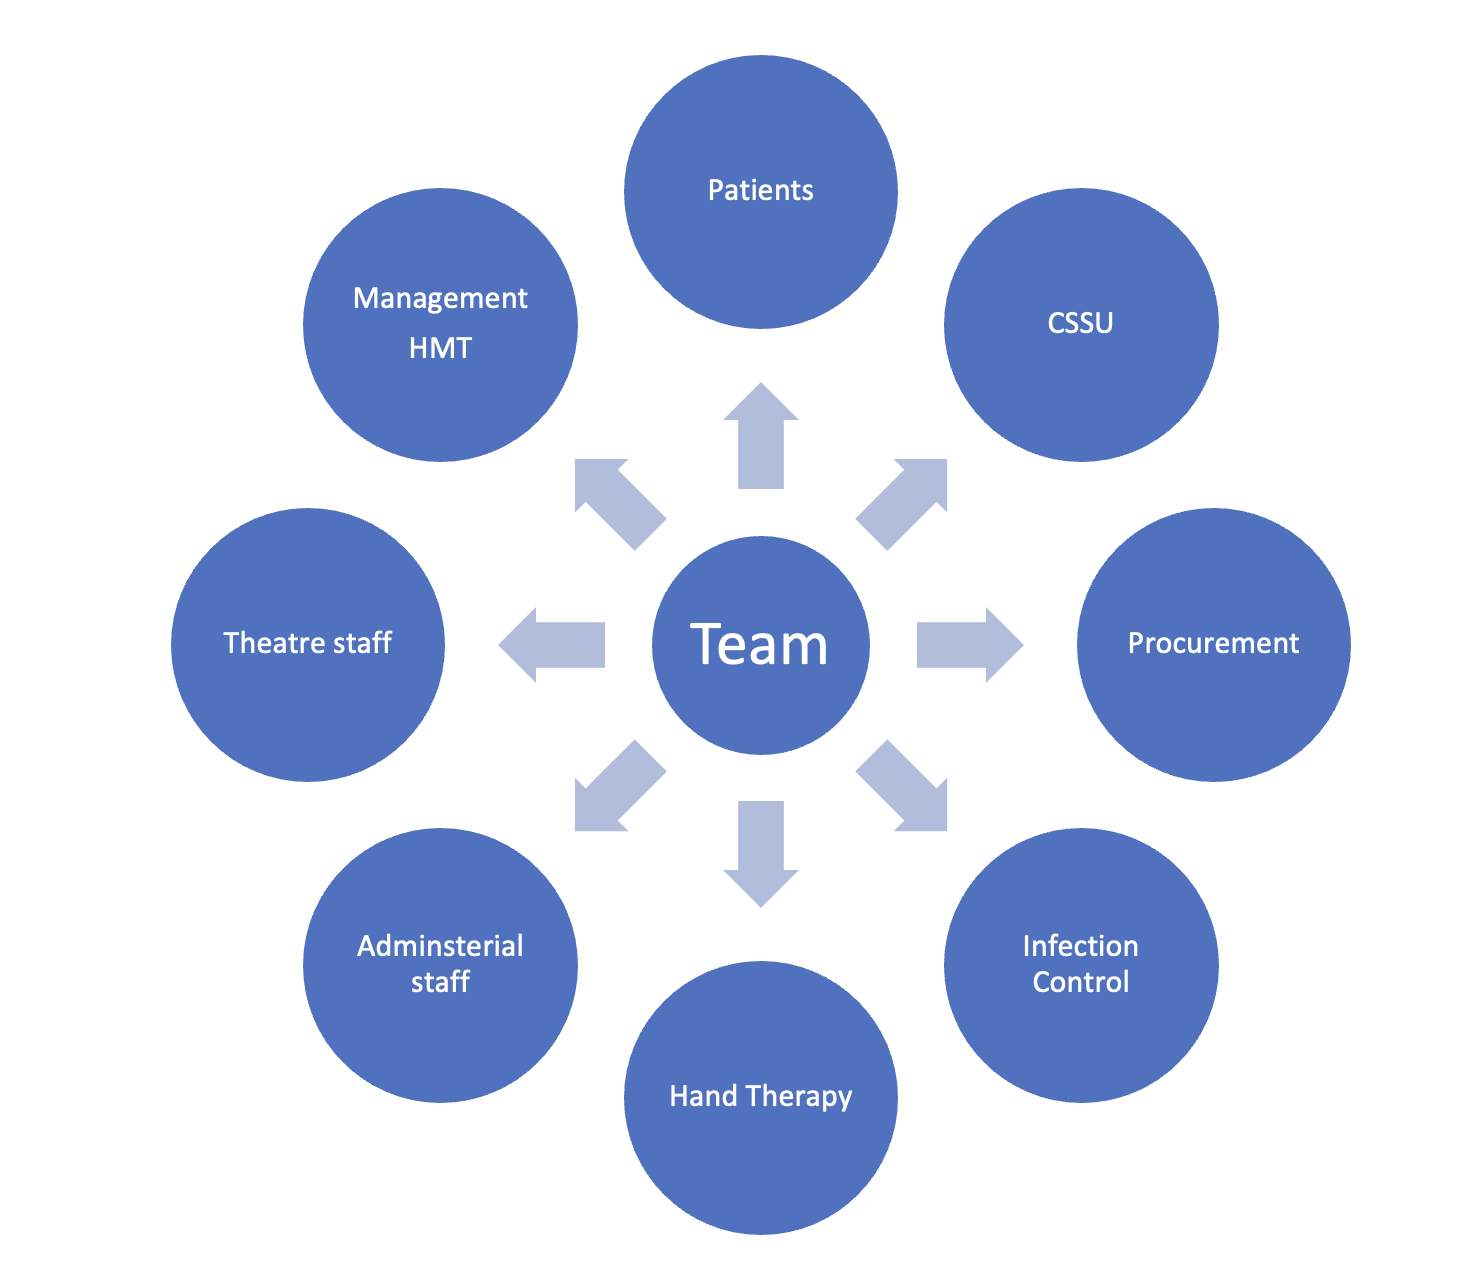 Patients
Management
HMT
CSSU
Theatre staff
Team
Procurement
Adminsterial
staff
Infection
Control
Hand Therapy